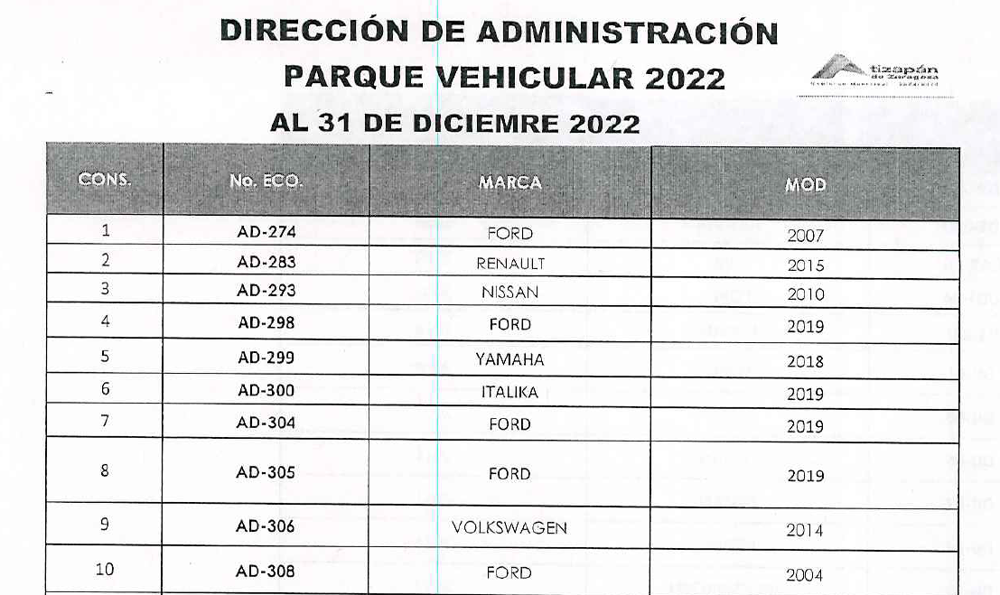 DIRECCIÓN DE ADMINISTRACIÓN
PARQUE VEHICULAR 2022
tizapán
de Zaragoza
AL 31 DE DICIEMBRE 2022
CONS. No. ECO. MARCA MOD
1 AD-274 FORD 2007
2 AD-283 RENAULT 2015
3 AD-293 NISSAN 2010
4 AD-298 FORD 2019
5 AD-299 YAMAHA 2018
6 AD-300 ITALIKA 2019
7 AD-304 FORD 2019
8 AD-305 FORD 2019
9 AD-306 VOLKSWAGEN 2014
10 AD-308 FORD 2004